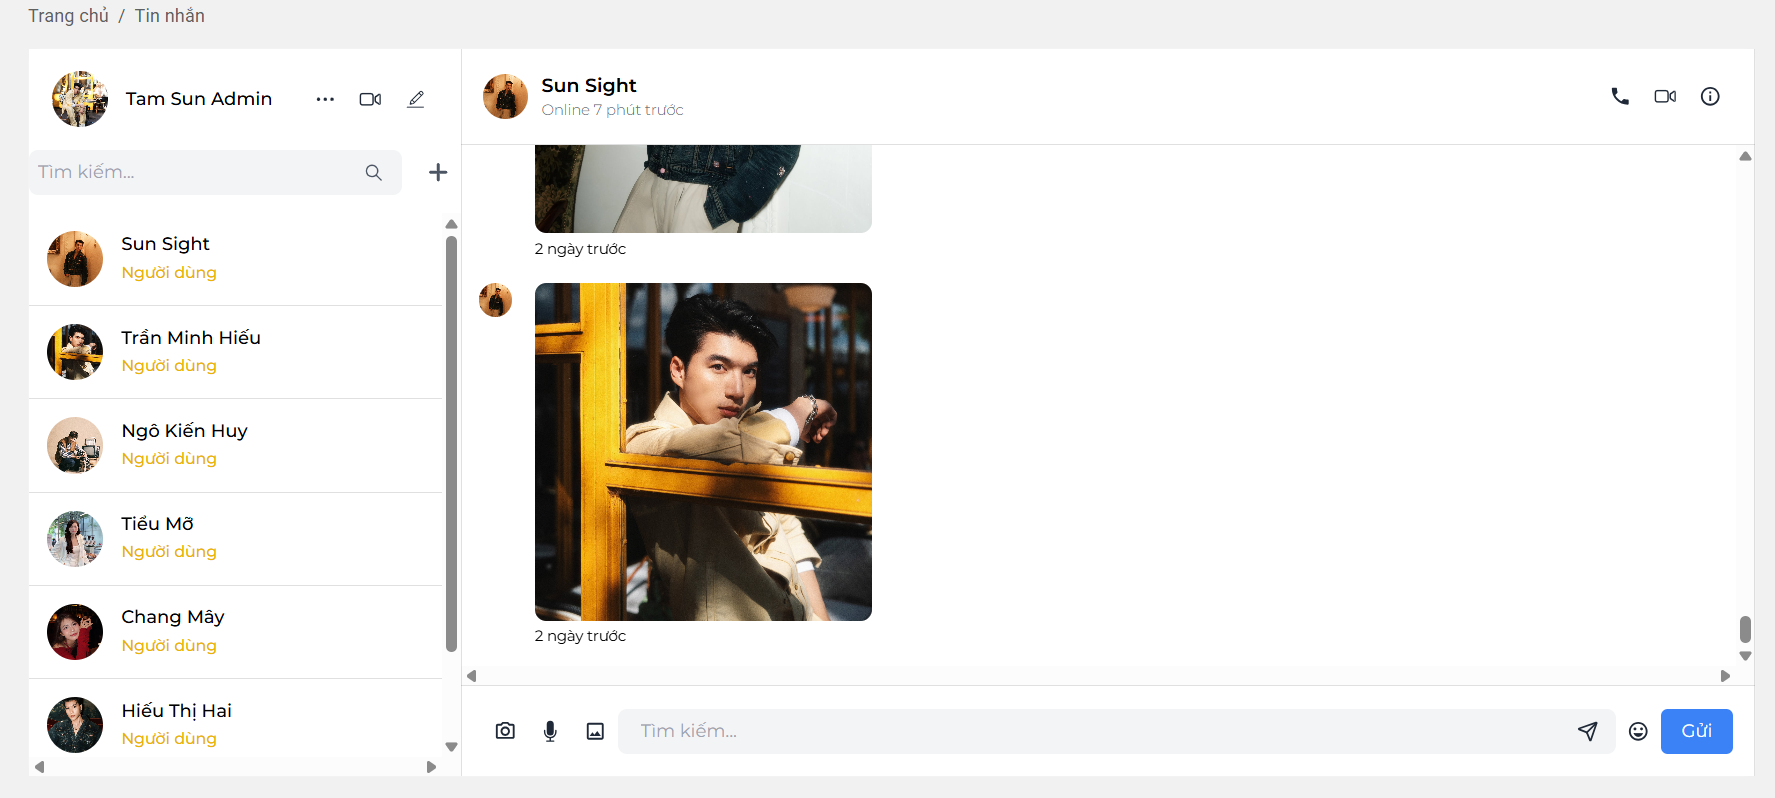 Trang chủ / Tin nhắn
Tam Sun Admin
Tìm kiếm...
Sun Sight
Người dùng
Trần Minh Hiếu
Người dùng
Ngô Kiến Huy
Người dùng
Tiểu Mỡ
Người dùng
Chang Mây
Người dùng
Hiếu Thị Hai
Người dùng
Sun Sight
Online 7 phút trước
2 ngày trước
2 ngày trước
Tìm kiếm...
Gửi